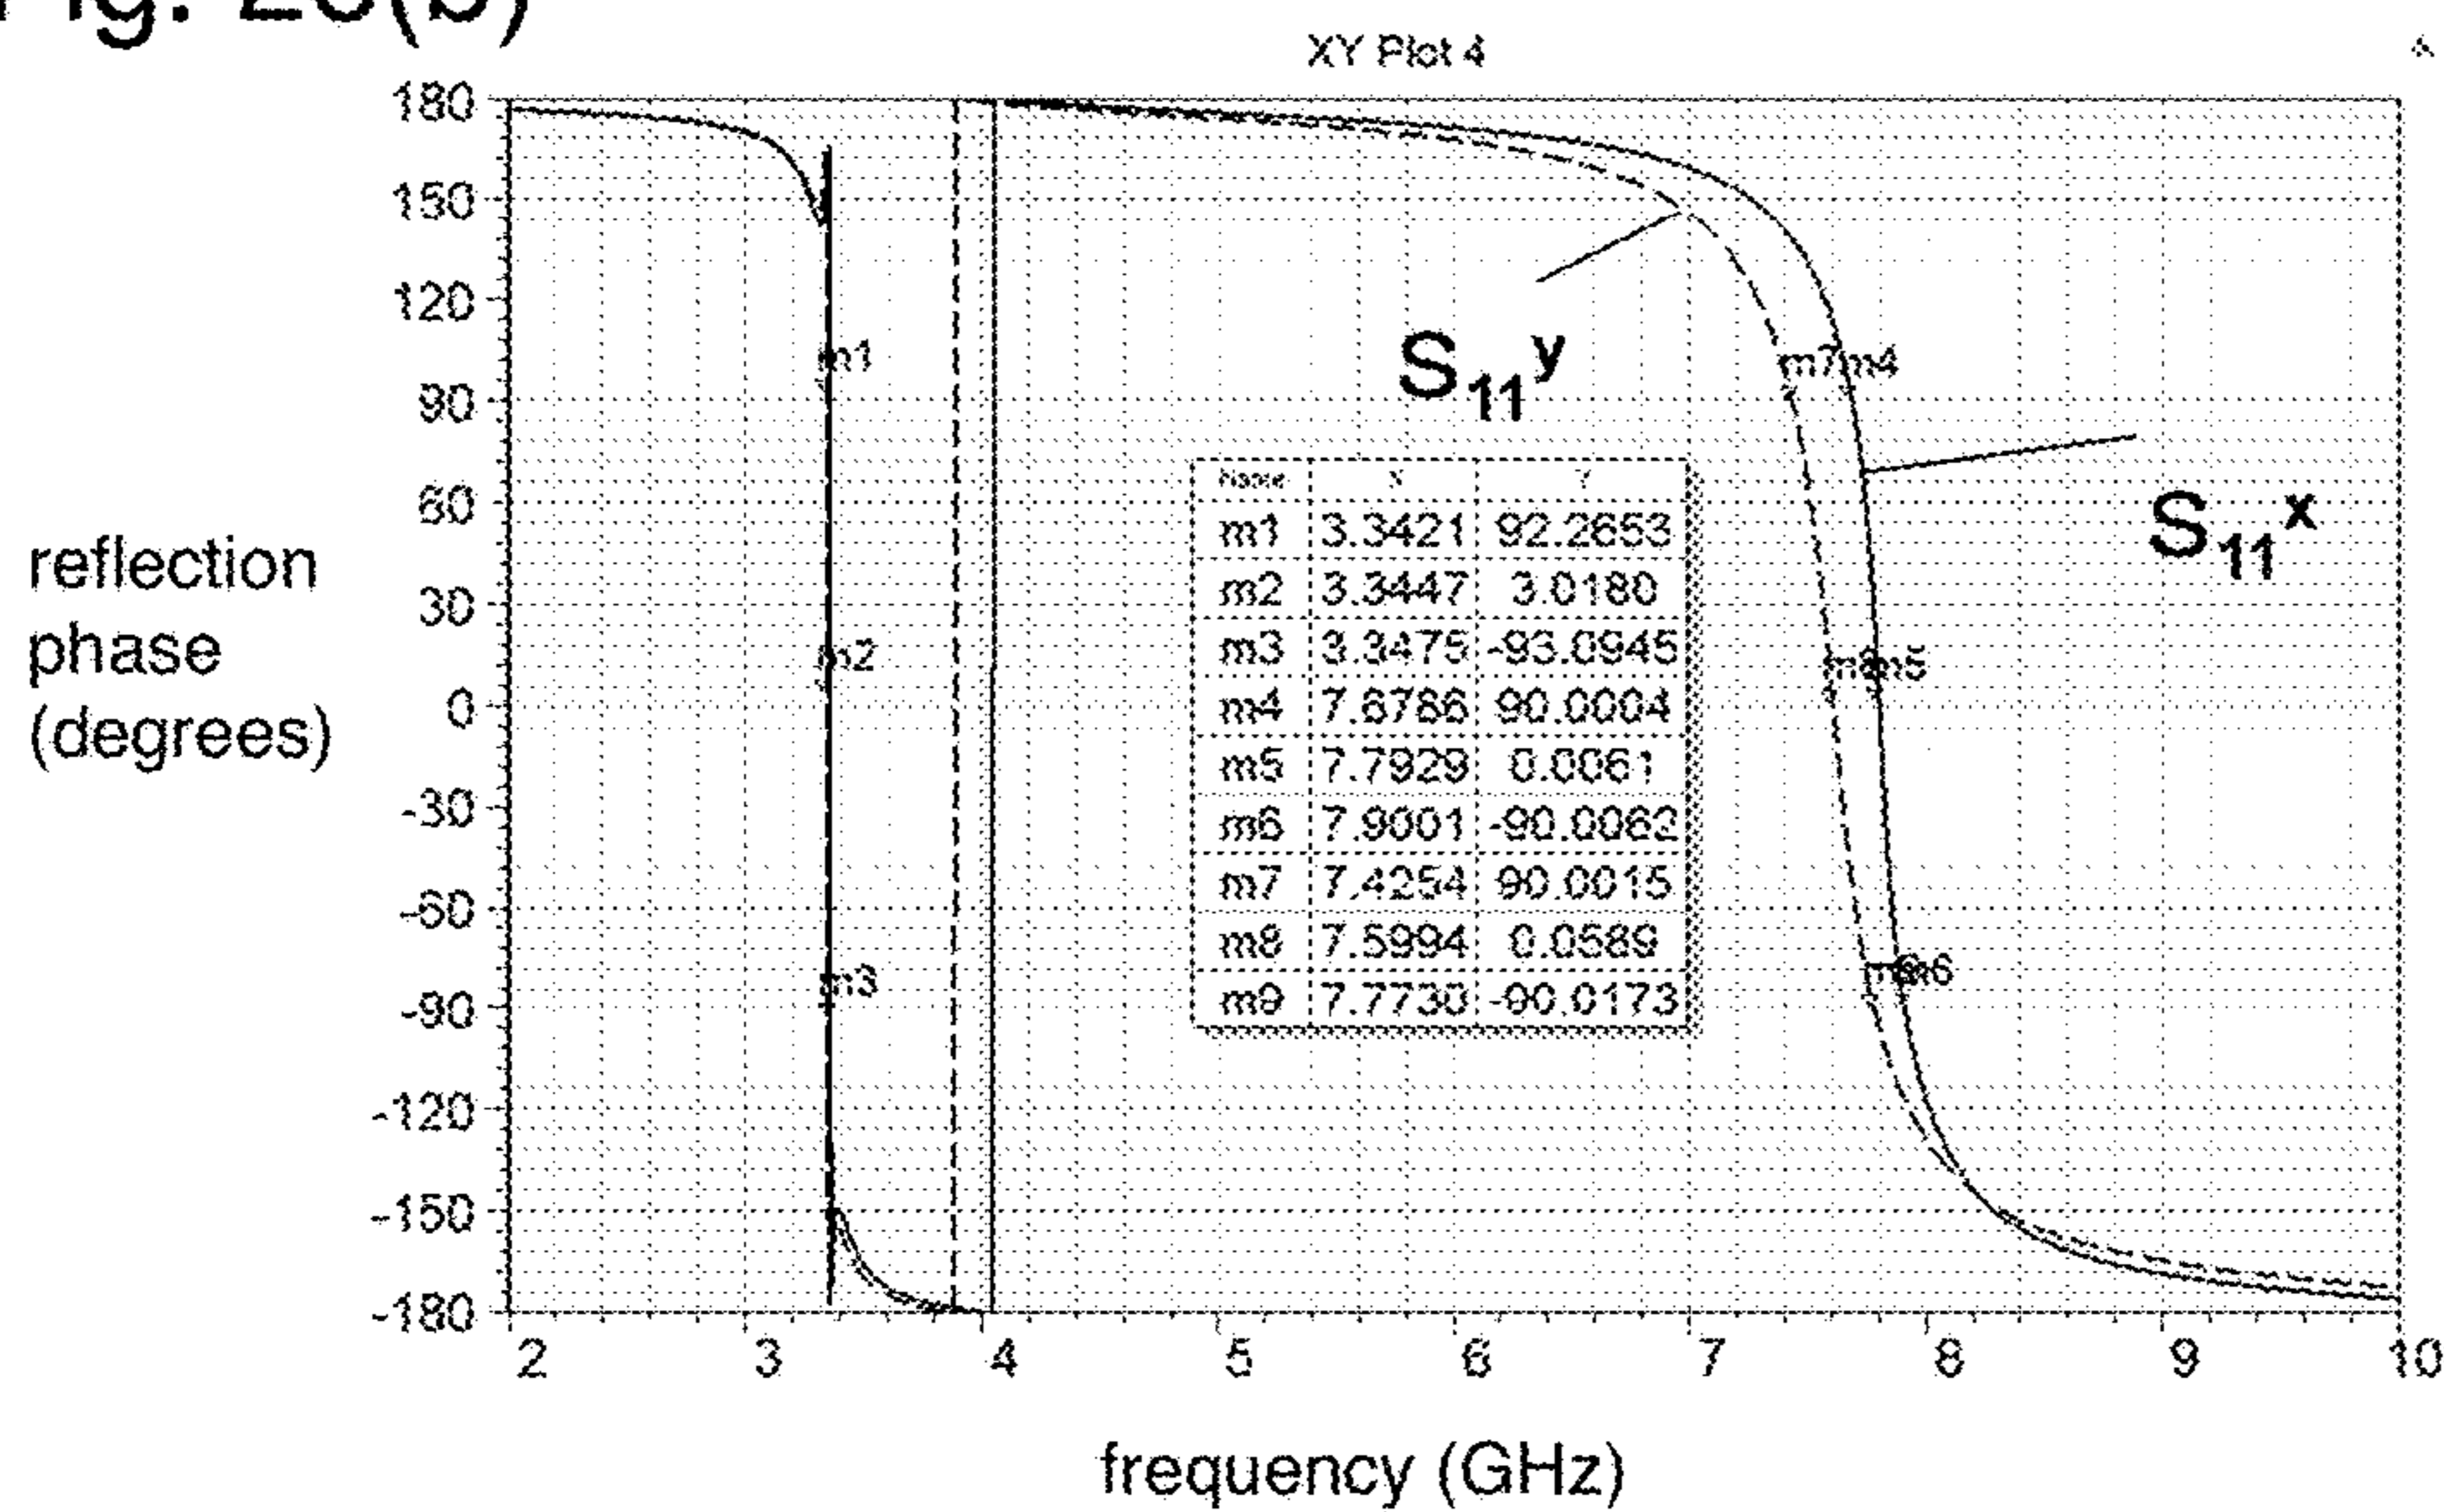 XY Plot 4
180
150
120
90
60
30
0
-30
-60
-90
-120
-150
-180
reflection
phase
(degrees)
m1
m2
m3
m7 m4
m5
m6
S11y
S11x
Name X Y
m1 3.3421 92.2653
m2 3.3447 3.0180
m3 3.3475 -93.0945
m4 7.6786 90.0004
m5 7.7929 0.0061
m6 7.9001 -90.0062
m7 7.4254 90.0015
m8 7.5994 0.0589
m9 7.7730 -90.0173
2 3 4 5 6 7 8 9 10
frequency (GHz)